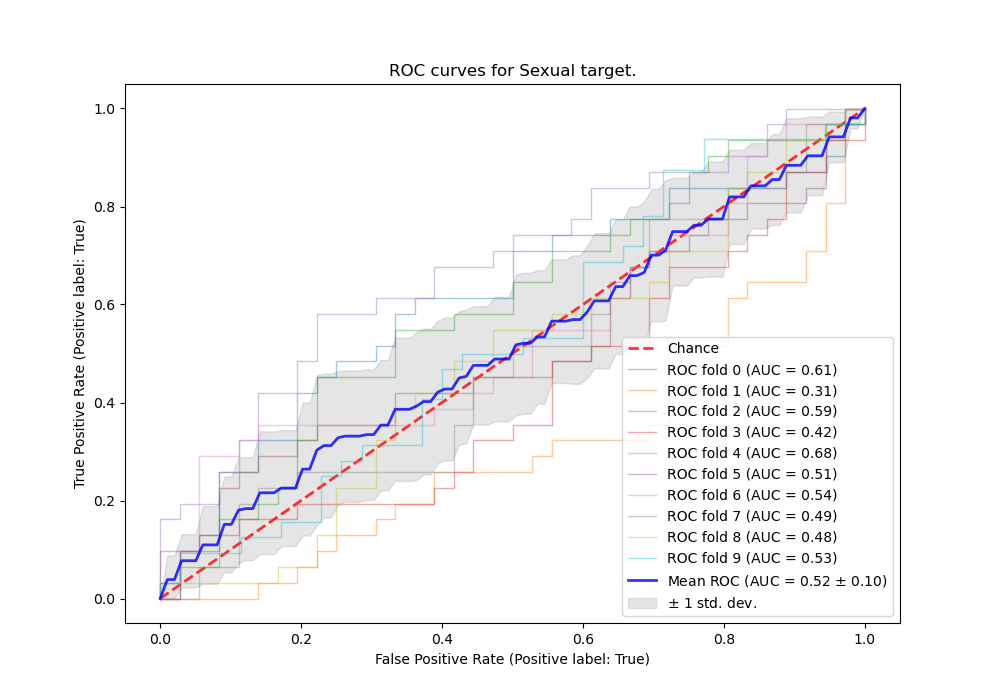 ROC curves for Sexual target.
True Positive Rate (Positive label: True)
1.0
0.8
0.6
0.4
0.2
0.0
Chance
ROC fold 0 (AUC = 0.61)
ROC fold 1 (AUC = 0.31)
ROC fold 2 (AUC = 0.59)
ROC fold 3 (AUC = 0.42)
ROC fold 4 (AUC = 0.68)
ROC fold 5 (AUC = 0.51)
ROC fold 6 (AUC = 0.54)
ROC fold 7 (AUC = 0.49)
ROC fold 8 (AUC = 0.48)
ROC fold 9 (AUC = 0.53)
Mean ROC (AUC = 0.52 ± 0.10)
± 1 std. dev.
0.0 0.2 0.4 0.6 0.8 1.0
False Positive Rate (Positive label: True)